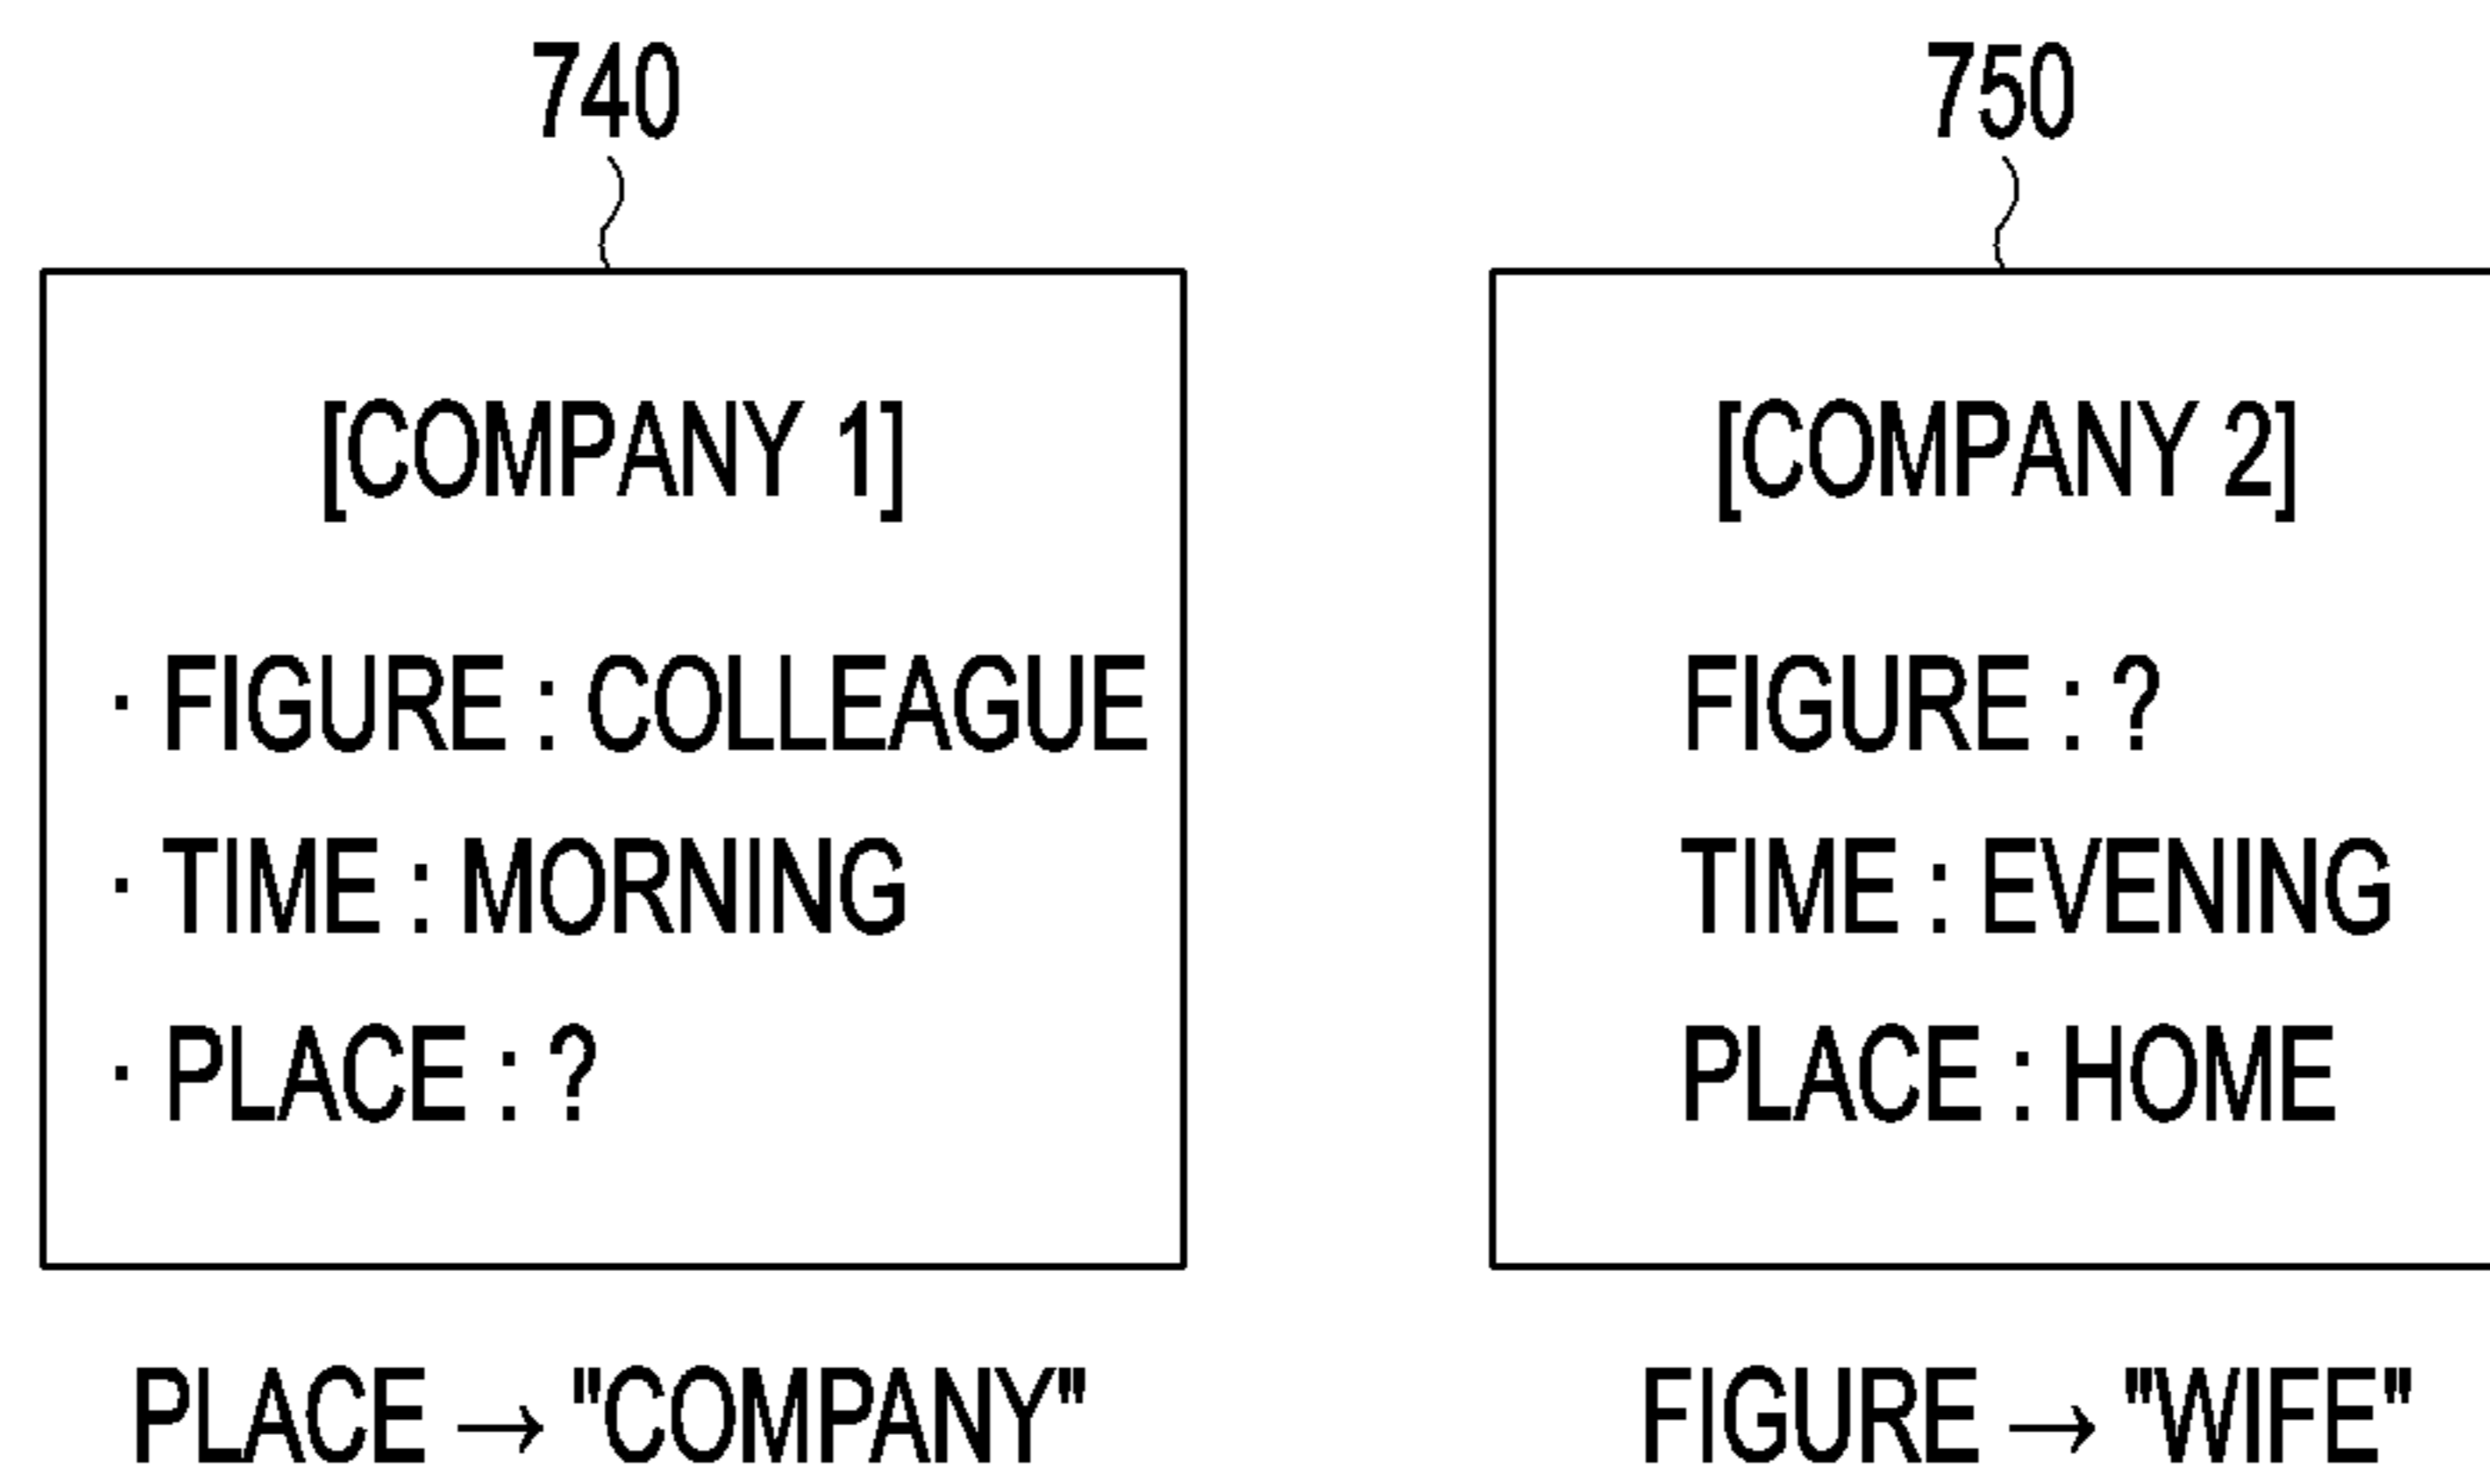 740
[COMPANY 1]
· FIGURE : COLLEAGUE
· TIME : MORNING
· PLACE : ?
PLACE → "COMPANY"
750
[COMPANY 2]
FIGURE : ?
TIME : EVENING
PLACE : HOME
FIGURE → "WIFE"